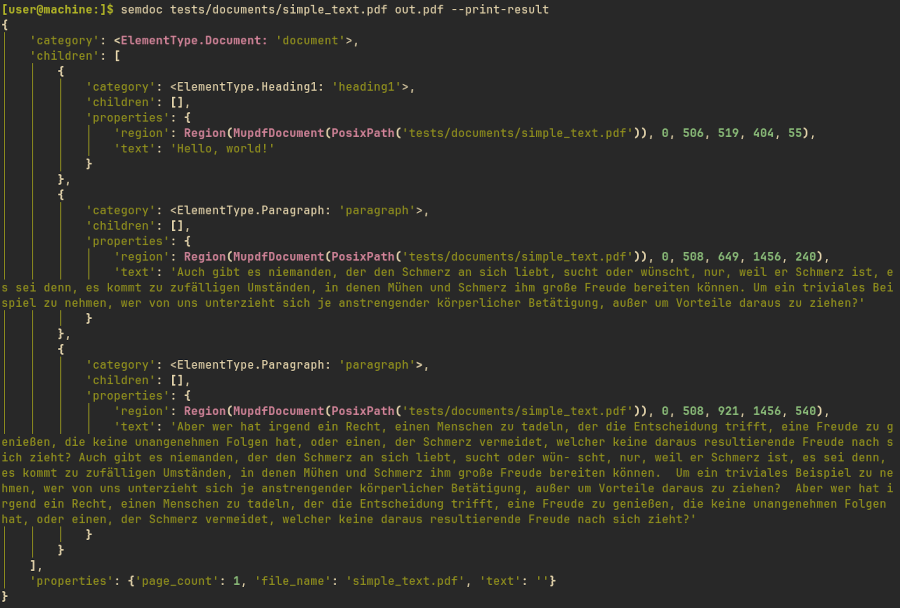 [user@machine:]$ semdoc tests/documents/simple_text.pdf out.pdf --print-result
{
    'category': <ElementType.Document: 'document'>,
    'children': [
        {
            'category': <ElementType.Heading1: 'heading1'>,
            'children': [],
            'properties': {
                'region': Region(MupdfDocument(PosixPath('tests/documents/simple_text.pdf')), 0, 506, 519, 404, 55),
                'text': 'Hello, world!'
            }
        },
        {
            'category': <ElementType.Paragraph: 'paragraph'>,
            'children': [],
            'properties': {
                'region': Region(MupdfDocument(PosixPath('tests/documents/simple_text.pdf')), 0, 508, 649, 1456, 240),
                'text': 'Auch gibt es niemanden, der den Schmerz an sich liebt, sucht oder wünscht, nur, weil er Schmerz ist, e
s sei denn, es kommt zu zufälligen Umständen, in denen Mühen und Schmerz ihm große Freude bereiten können. Um ein triviales Bei
spiel zu nehmen, wer von uns unterzieht sich je anstrengender körperlicher Betätigung, außer um Vorteile daraus zu ziehen?'
            }
        },
        {
            'category': <ElementType.Paragraph: 'paragraph'>,
            'children': [],
            'properties': {
                'region': Region(MupdfDocument(PosixPath('tests/documents/simple_text.pdf')), 0, 508, 921, 1456, 540),
                'text': 'Aber wer hat irgend ein Recht, einen Menschen zu tadeln, der die Entscheidung trifft, eine Freude zu g
enießen, die keine unangenehmen Folgen hat, oder einen, der Schmerz vermeidet, welcher keine daraus resultierende Freude nach s
ich zieht? Auch gibt es niemanden, der den Schmerz an sich liebt, sucht oder wün- scht, nur, weil er Schmerz ist, es sei denn, 
es kommt zu zufälligen Umständen, in denen Mühen und Schmerz ihm große Freude bereiten können.  Um ein triviales Beispiel zu ne
hmen, wer von uns unterzieht sich je anstrengender körperlicher Betätigung, außer um Vorteile daraus zu ziehen?  Aber wer hat i
rgend ein Recht, einen Menschen zu tadeln, der die Entscheidung trifft, eine Freude zu genießen, die keine unangenehmen Folgen 
hat, oder einen, der Schmerz vermeidet, welcher keine daraus resultierende Freude nach sich zieht?'
            }
        }
    ],
    'properties': {'page_count': 1, 'file_name': 'simple_text.pdf', 'text': ''}
}